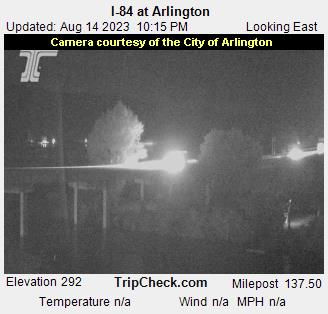 I-84 at Arlington
Updated: Aug 14 2023 10:15 PM Looking East
Camera courtesy of the City of Arlington
Elevation 292 TripCheck.com Milepost 137.50
Temperature n/a Wind n/a MPH n/a